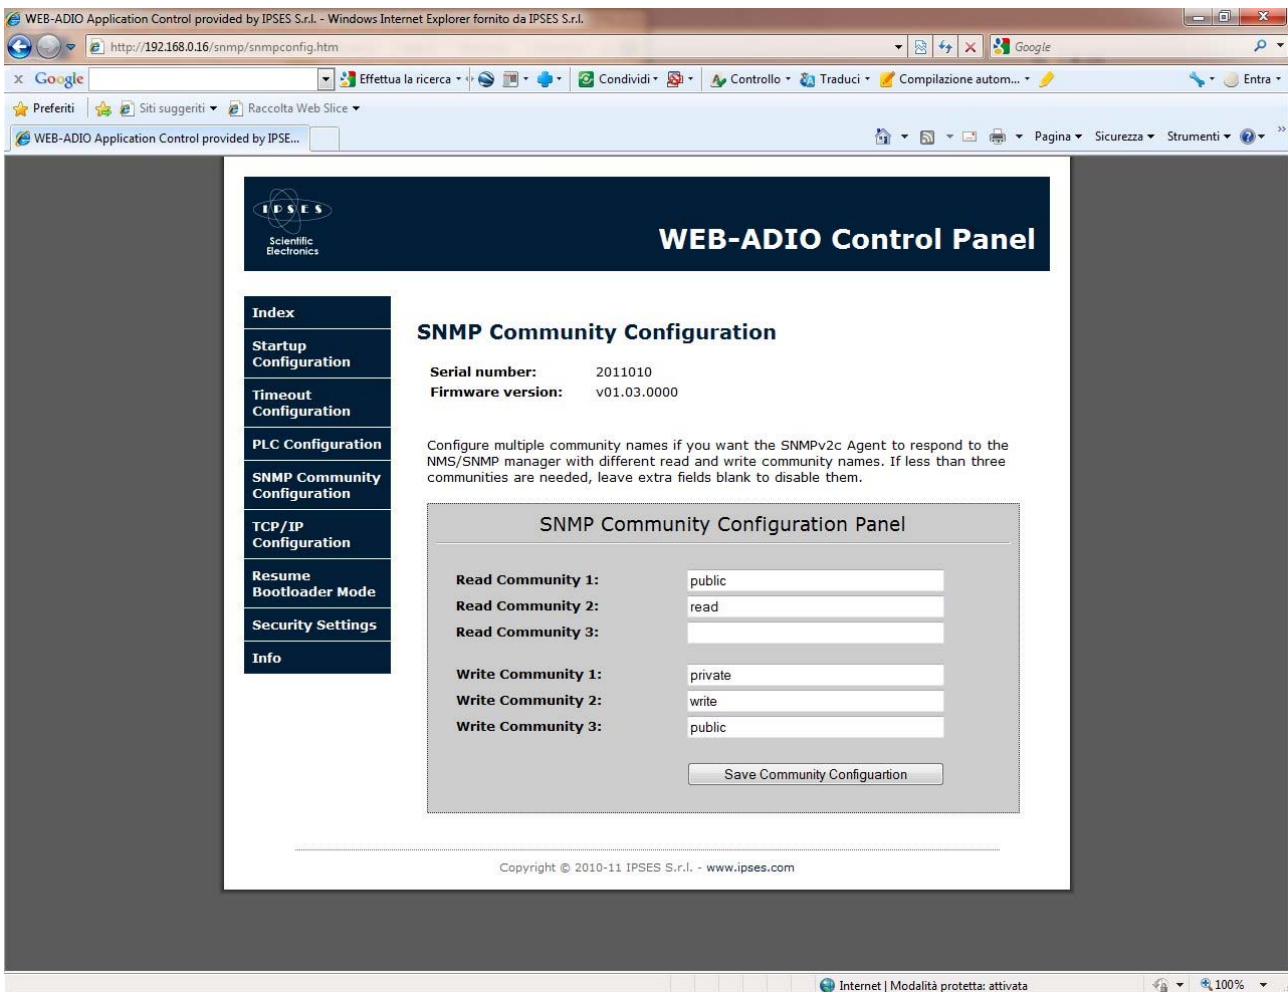 WEB-ADIO Application Control provided by IPSES S.r.l. - Windows Internet Explorer fornito da IPSES S.r.l.
http://192.168.0.16/snmp/snmpconfig.htm
Google
x Google
Effettua la ricerca
Condividi
Controllo
Traduci
Compilazione autom...
Entra
Preferiti
Siti suggeriti
Raccolta Web Slice
WEB-ADIO Application Control provided by IPSE...
Pagina
Sicurezza
Strumenti
IPSES
Scientific
Electronics
WEB-ADIO Control Panel
Index
Startup
Configuration
Timeout
Configuration
PLC Configuration
SNMP Community
Configuration
TCP/IP
Configuration
Resume
Bootloader Mode
Security Settings
Info
SNMP Community Configuration
Serial number: 2011010
Firmware version: v01.03.0000
Configure multiple community names if you want the SNMPv2c Agent to respond to the
NMS/SNMP manager with different read and write community names. If less than three
communities are needed, leave extra fields blank to disable them.
SNMP Community Configuration Panel
Read Community 1: public
Read Community 2: read
Read Community 3:
Write Community 1: private
Write Community 2: write
Write Community 3: public
Save Community Configuartion
Copyright © 2010-11 IPSES S.r.l. - www.ipses.com
Internet | Modalità protetta: attivata
100%